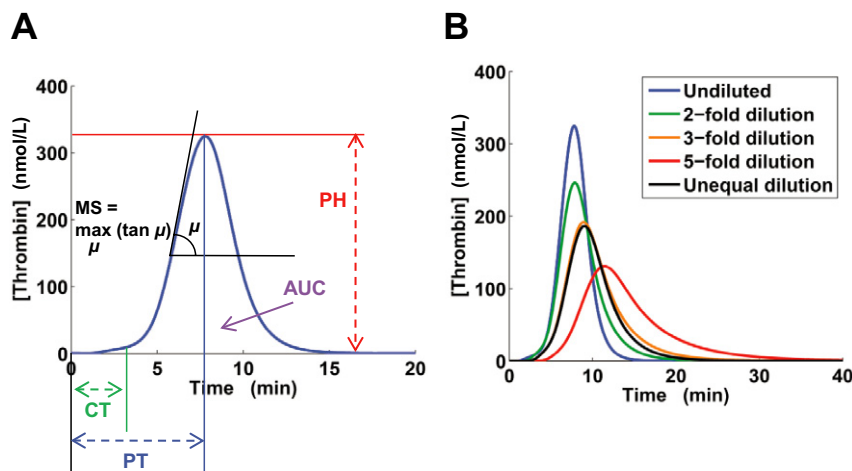 A
[Thrombin] (nmol/L)
400
300
200
100
0
0
5
10
15
20
Time (min)
MS =
max (tan μ)
μ
μ
PH
AUC
CT
PT
B
[Thrombin] (nmol/L)
400
300
200
100
0
0
10
20
30
40
Time (min)
Undiluted
2-fold dilution
3-fold dilution
5-fold dilution
Unequal dilution